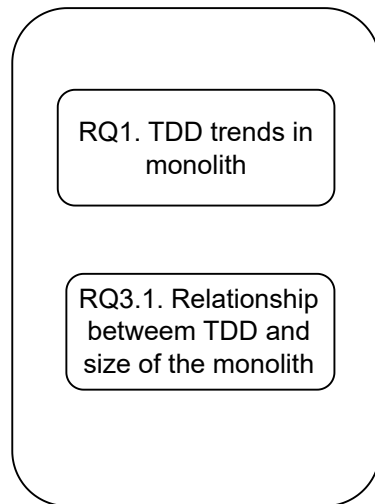 RQ1. TDD trends in
monolith
RQ3.1. Relationship
betweem TDD and
size of the monolith